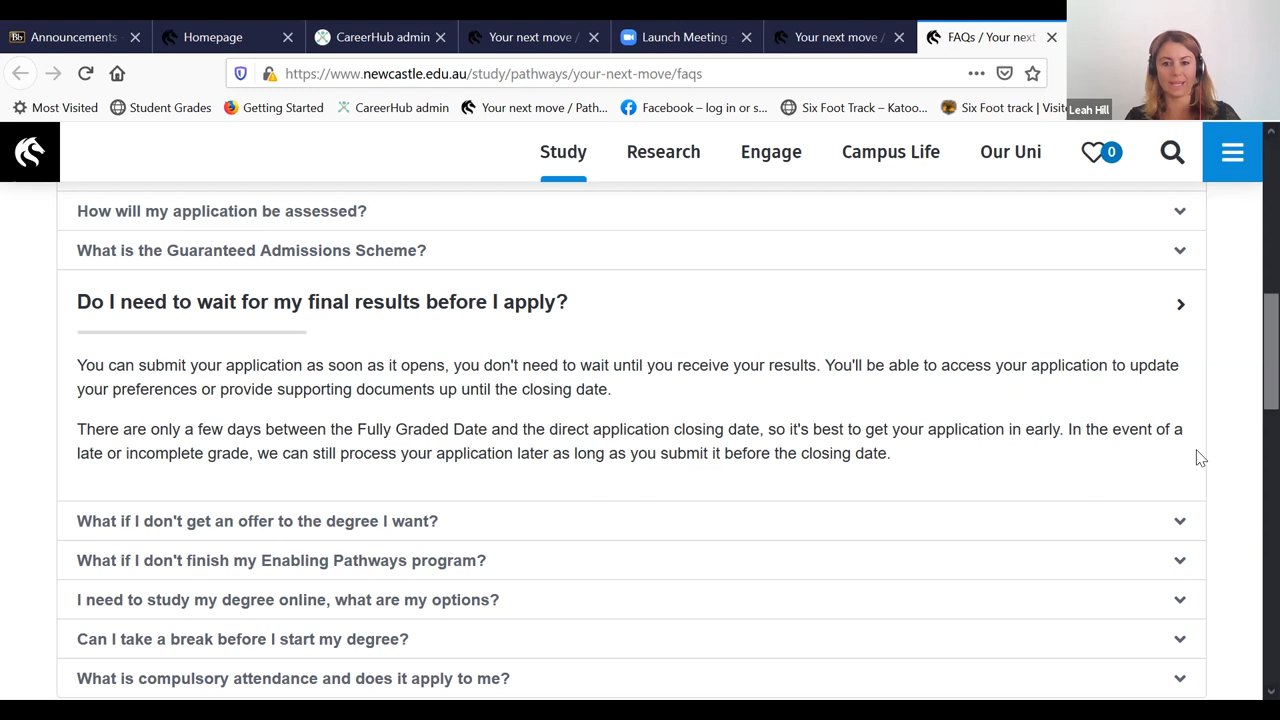 Bb Announcements
Homepage
CareerHub admin
Your next move /
Launch Meeting -
Your next move /
FAQs / Your next
https://www.newcastle.edu.au/study/pathways/your-next-move/faqs
Most Visited
Student Grades
Getting Started
CareerHub admin
Your next move / Path...
Facebook – log in or s...
Six Foot Track – Katoo...
Six Foot track | Visit
Leah Hill
Study
Research
Engage
Campus Life
Our Uni
0
How will my application be assessed?
What is the Guaranteed Admissions Scheme?
Do I need to wait for my final results before I apply?
You can submit your application as soon as it opens, you don't need to wait until you receive your results. You'll be able to access your application to update
your preferences or provide supporting documents up until the closing date.
There are only a few days between the Fully Graded Date and the direct application closing date, so it's best to get your application in early. In the event of a
late or incomplete grade, we can still process your application later as long as you submit it before the closing date.
What if I don't get an offer to the degree I want?
What if I don't finish my Enabling Pathways program?
I need to study my degree online, what are my options?
Can I take a break before I start my degree?
What is compulsory attendance and does it apply to me?